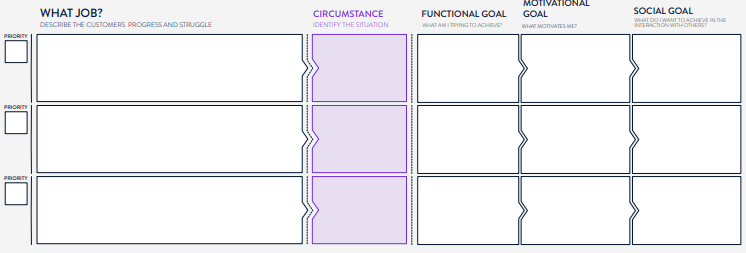 WHAT JOB?
DESCRIBE THE CUSTOMERS PROGRESS AND STRUGGLE
CIRCUMSTANCE
IDENTIFY THE SITUATION
FUNCTIONAL GOAL
WHAT AM I TRYING TO ACHIEVE?
MOTIVATIONAL
GOAL
WHAT MOTIVATES ME?
SOCIAL GOAL
WHAT DO I WANT TO ACHIEVE IN THE
INTERACTION WITH OTHERS?
PRIORITY
PRIORITY
PRIORITY